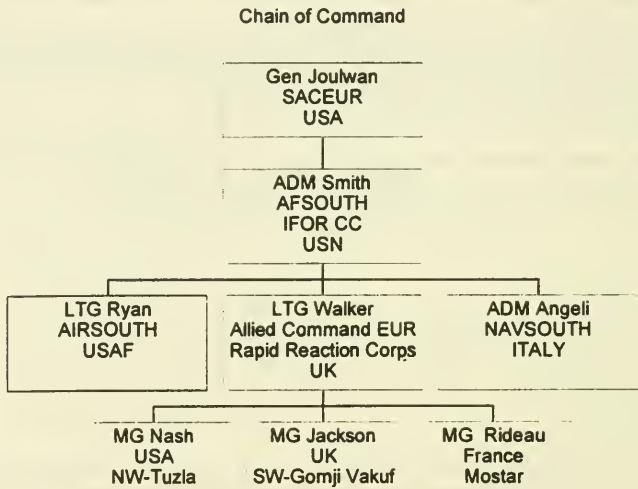 Chain of Command
Gen Joulwan
SACEUR
USA
ADM Smith
AFSOUTH
IFOR CC
USN
LTG Ryan
AIRSOUTH
USAF
LTG Walker
Allied Command EUR
Rapid Reaction Corps
UK
ADM Angeli
NAVSOUTH
ITALY
MG Nash
USA
NW-Tuzla
MG Jackson
UK
SW-Gornji Vakuf
MG Rideau
France
Mostar